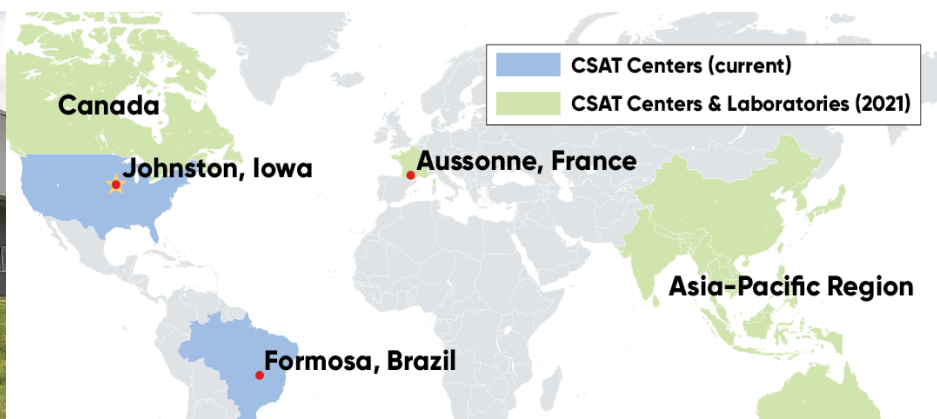 CSAT Centers (current)
CSAT Centers & Laboratories (2021)
Canada
Johnston, Iowa
Aussonne, France
Asia-Pacific Region
Formosa, Brazil